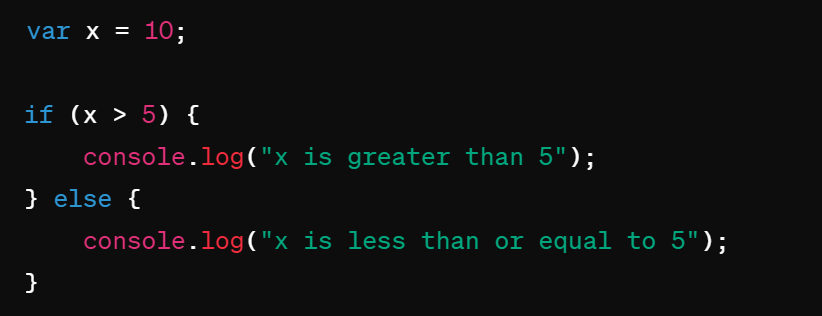 var x = 10;
if (x > 5) {
    console.log("x is greater than 5");
} else {
    console.log("x is less than or equal to 5");
}